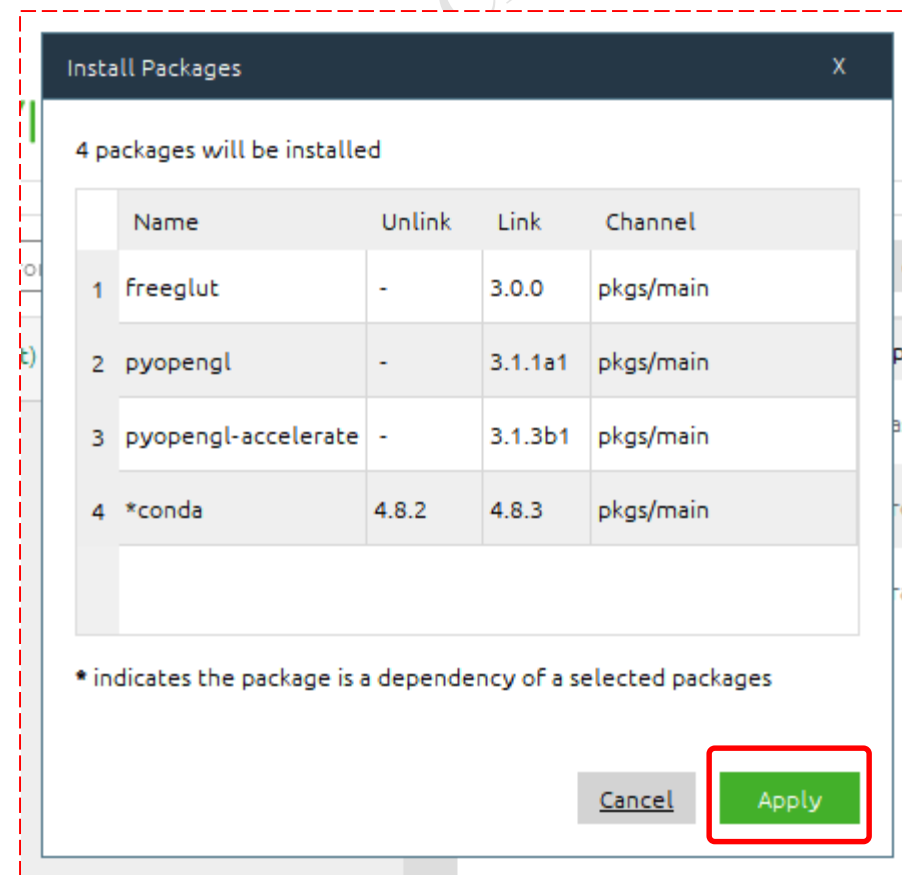 Install Packages X
4 packages will be installed
Name Unlink Link Channel
1 freeglut - 3.0.0 pkgs/main
2 pyopengl - 3.1.1a1 pkgs/main
3 pyopengl-accelerate - 3.1.3b1 pkgs/main
4 *conda 4.8.2 4.8.3 pkgs/main
* indicates the package is a dependency of a selected packages
Cancel Apply